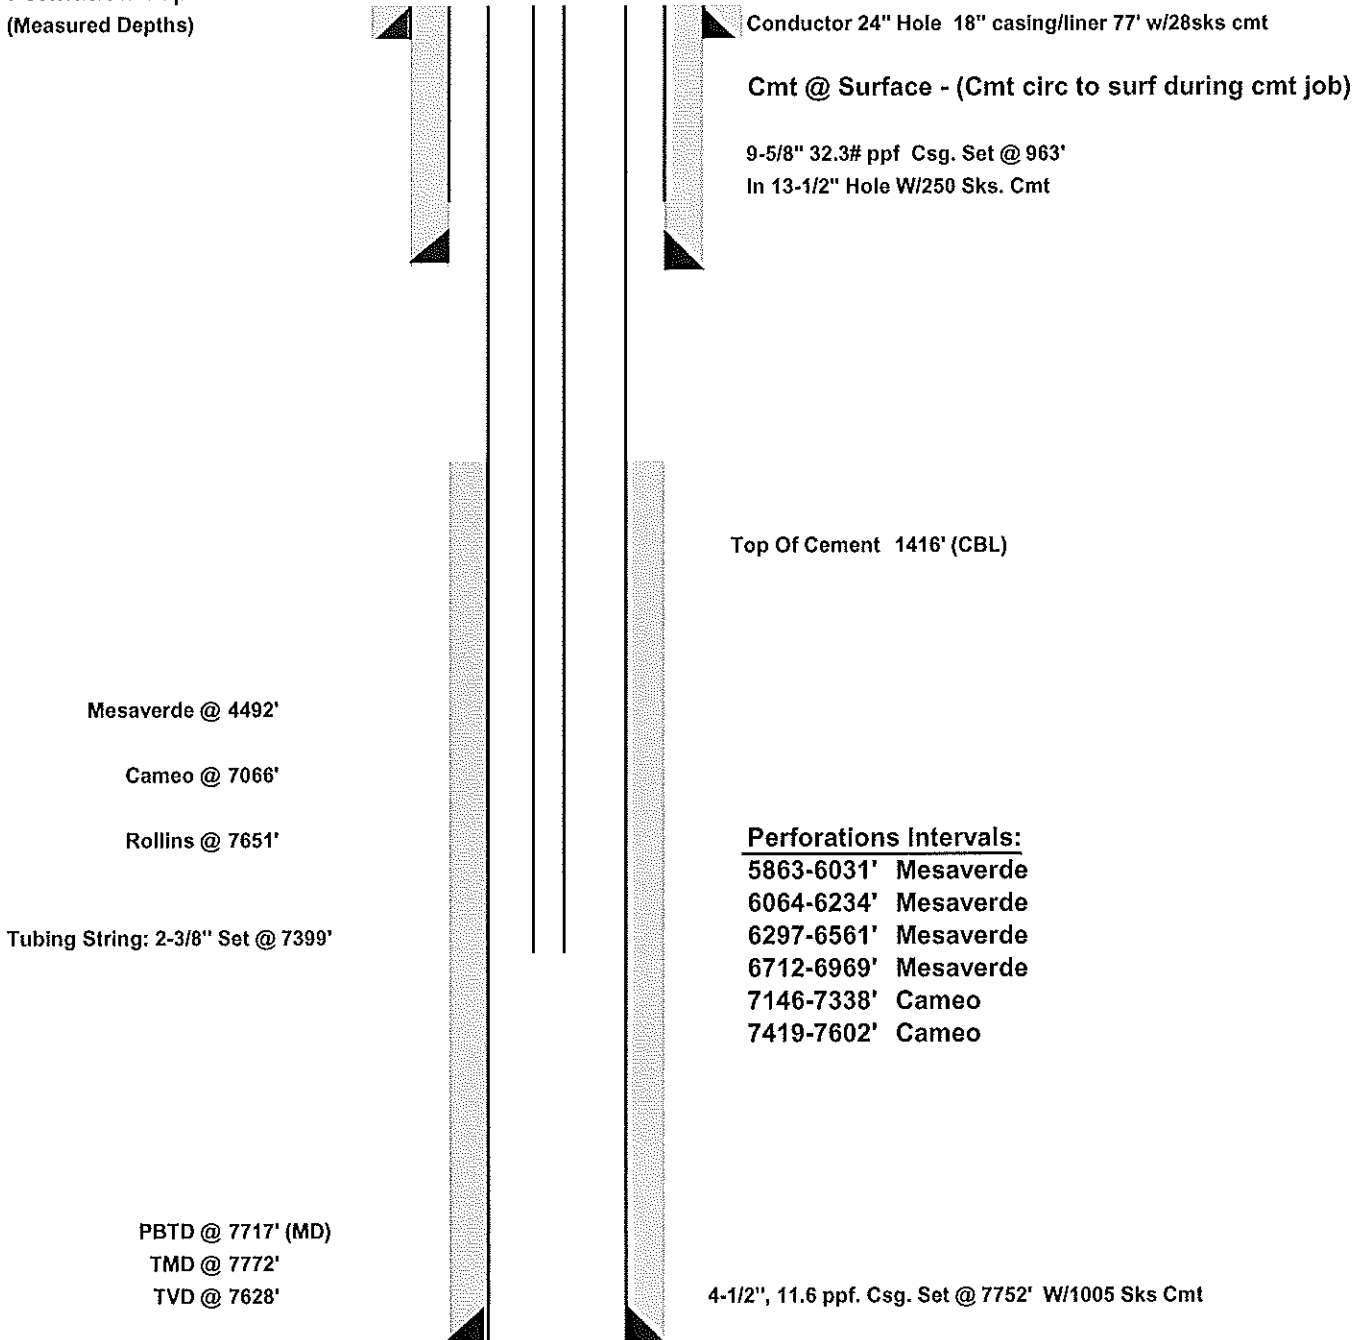 (Measured Depths)
Conductor 24" Hole 18" casing/liner 77' w/28sks cmt
Cmt @ Surface - (Cmt circ to surf during cmt job)
9-5/8" 32.3# ppf Csg. Set @ 963'
In 13-1/2" Hole W/250 Sks. Cmt
Top Of Cement 1416' (CBL)
Mesaverde @ 4492'
Cameo @ 7066'
Rollins @ 7651'
Tubing String: 2-3/8" Set @ 7399'
Perforations Intervals:
5863-6031' Mesaverde
6064-6234' Mesaverde
6297-6561' Mesaverde
6712-6969' Mesaverde
7146-7338' Cameo
7419-7602' Cameo
PBTD @ 7717' (MD)
TMD @ 7772'
TVD @ 7628'
4-1/2", 11.6 ppf. Csg. Set @ 7752' W/1005 Sks Cmt